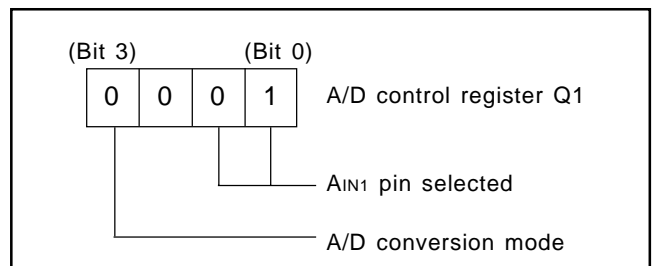 (Bit 3) (Bit 0)
0 0 0 1 A/D control register Q1
AIN1 pin selected
A/D conversion mode